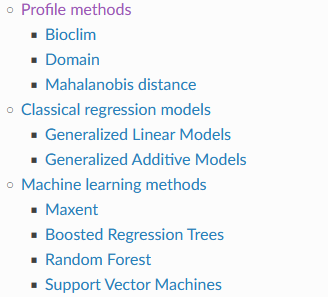 Profile methods
Bioclim
Domain
Mahalanobis distance
Classical regression models
Generalized Linear Models
Generalized Additive Models
Machine learning methods
Maxent
Boosted Regression Trees
Random Forest
Support Vector Machines